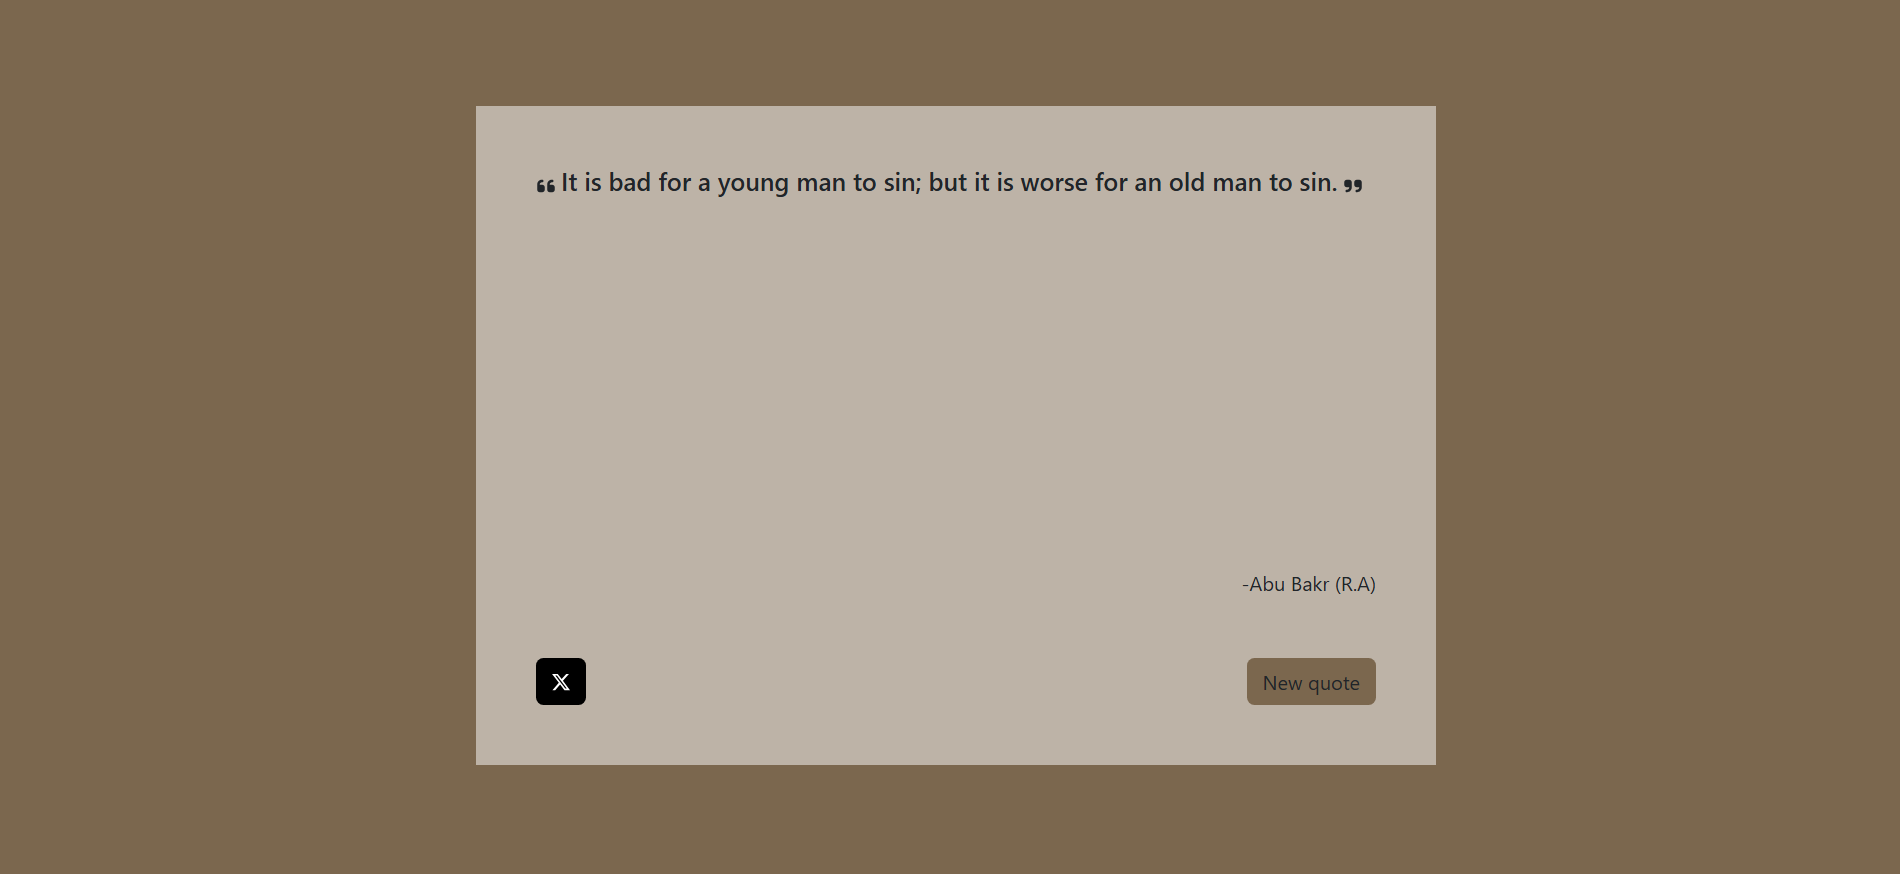 ❝ It is bad for a young man to sin; but it is worse for an old man to sin. ❞
-Abu Bakr (R.A)
X
New quote